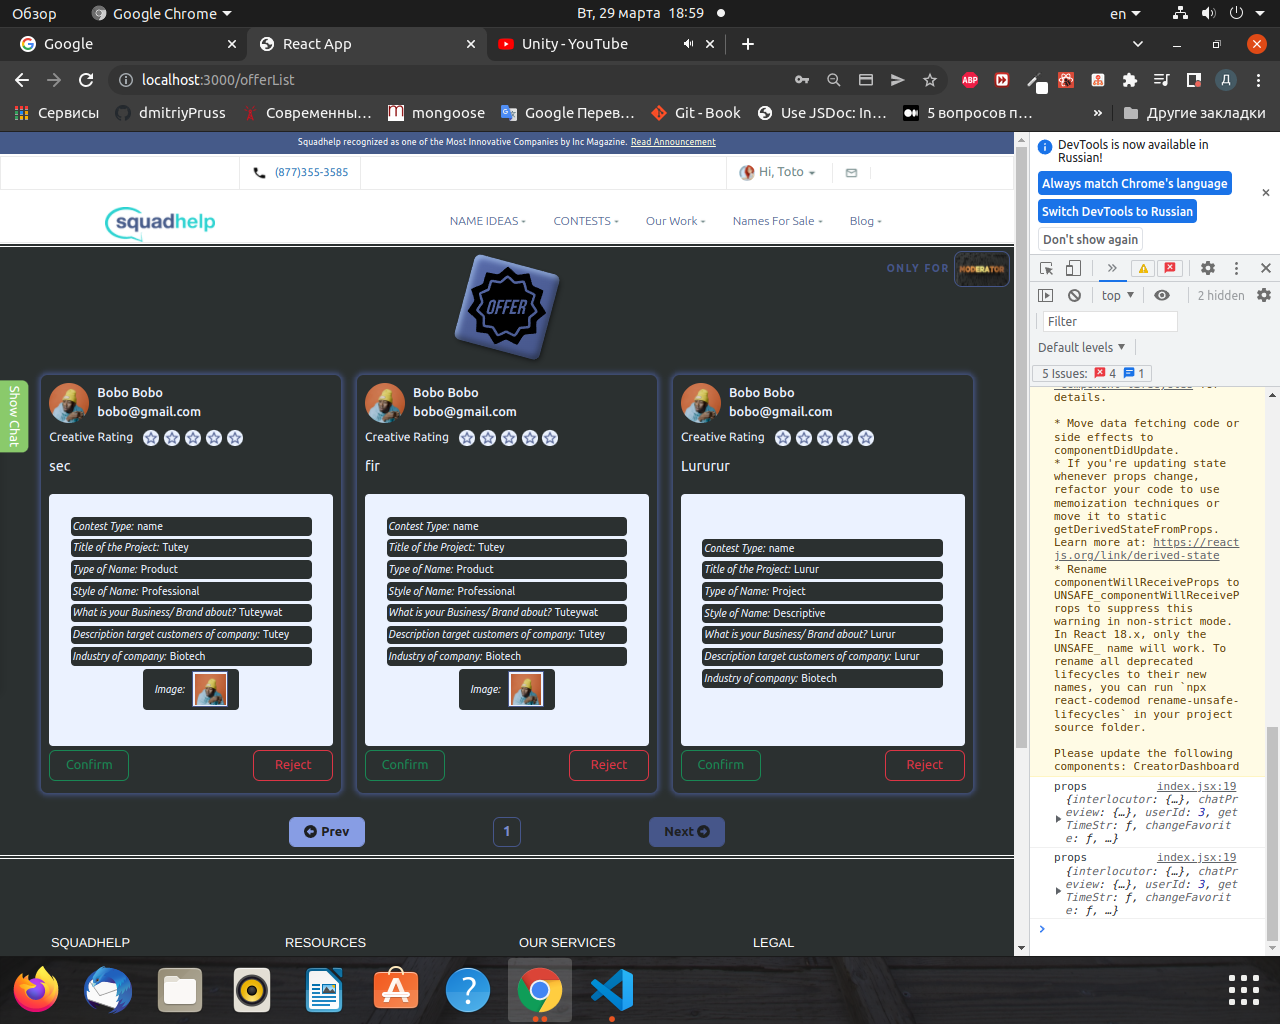 Обзор
Google Chrome
Вт, 29 марта 18:59
en
Google
React App
Unity - YouTube
localhost:3000/offerList
ABP
Д
Сервисы
dmitriyPruss
Современны...
mongoose
Google Перев...
Git - Book
Use JSDoc: In...
5 вопросов п...
»
Другие закладки
Squadhelp recognized as one of the Most Innovative Companies by Inc Magazine. Read Announcement
(877)355-3585
Hi, Toto
squadhelp
NAME IDEAS
CONTESTS
Our Work
Names For Sale
Blog
ONLY FOR
MODERATOR
OFFER
Show Chat
Bobo Bobo
bobo@gmail.com
Creative Rating
sec
Contest Type: name
Title of the Project: Tutey
Type of Name: Product
Style of Name: Professional
What is your Business/ Brand about? Tuteywat
Description target customers of company: Tutey
Industry of company: Biotech
Image:
Confirm
Reject
Bobo Bobo
bobo@gmail.com
Creative Rating
fir
Contest Type: name
Title of the Project: Tutey
Type of Name: Product
Style of Name: Professional
What is your Business/ Brand about? Tuteywat
Description target customers of company: Tutey
Industry of company: Biotech
Image:
Confirm
Reject
Bobo Bobo
bobo@gmail.com
Creative Rating
Lururur
Contest Type: name
Title of the Project: Lurur
Type of Name: Project
Style of Name: Descriptive
What is your Business/ Brand about? Lurur
Description target customers of company: Lurur
Industry of company: Biotech
Confirm
Reject
Prev
1
Next
SQUADHELP
RESOURCES
OUR SERVICES
LEGAL
DevTools is now available in
Russian!
Always match Chrome's language
Switch DevTools to Russian
Don't show again
»
top
2 hidden
Filter
Default levels
5 Issues: 4 1
details.
* Move data fetching code or
side effects to
componentDidUpdate.
* If you're updating state
whenever props change,
refactor your code to use
memoization techniques or
move it to static
getDerivedStateFromProps.
Learn more at: https://react
js.org/link/derived-state
* Rename
componentWillReceiveProps to
UNSAFE_componentWillReceiveP
rops to suppress this
warning in non-strict mode.
In React 18.x, only the
UNSAFE_ name will work. To
rename all deprecated
lifecycles to their new
names, you can run `npx
react-codemod rename-unsafe-
lifecycles` in your project
source folder.
Please update the following
components: CreatorDashboard
props index.jsx:19
{interlocutor: {…}, chatPr
eview: {…}, userId: 3, get
TimeStr: ƒ, changeFavorit
e: ƒ, …}
props index.jsx:19
{interlocutor: {…}, chatPr
eview: {…}, userId: 3, get
TimeStr: ƒ, changeFavorit
e: ƒ, …}